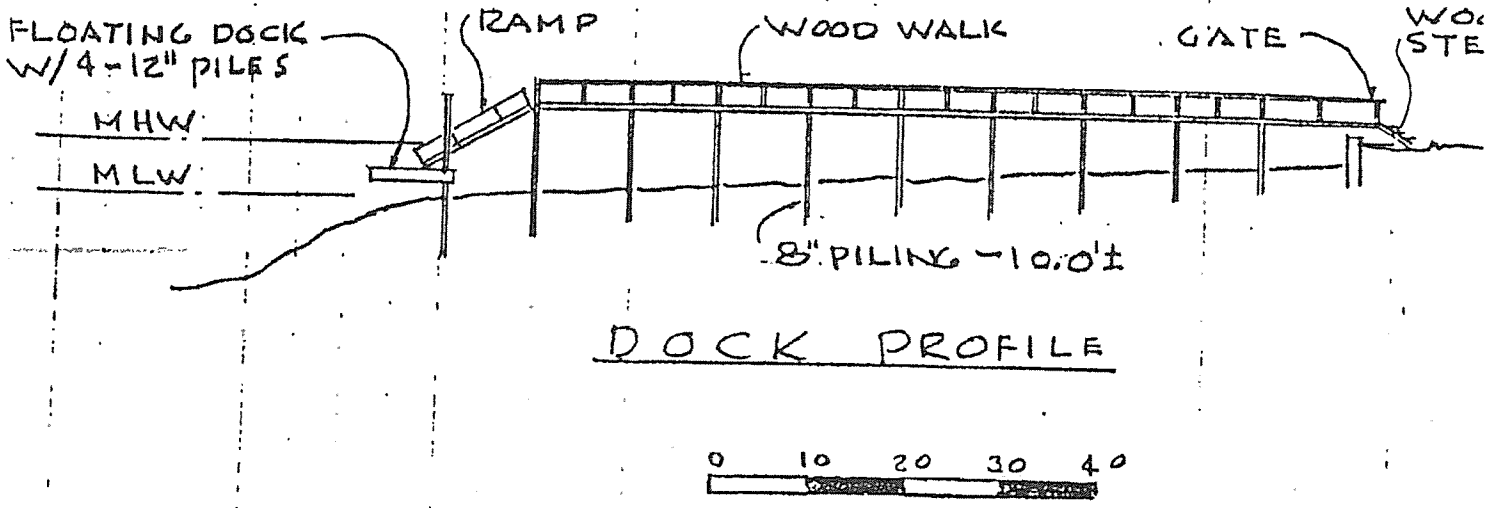 FLOATING DOCK
W/ 4-12" PILES
RAMP
WOOD WALK
GATE
MHW
MLW
8" PILING - 10.0'±
DOCK PROFILE
0 10 20 30 40